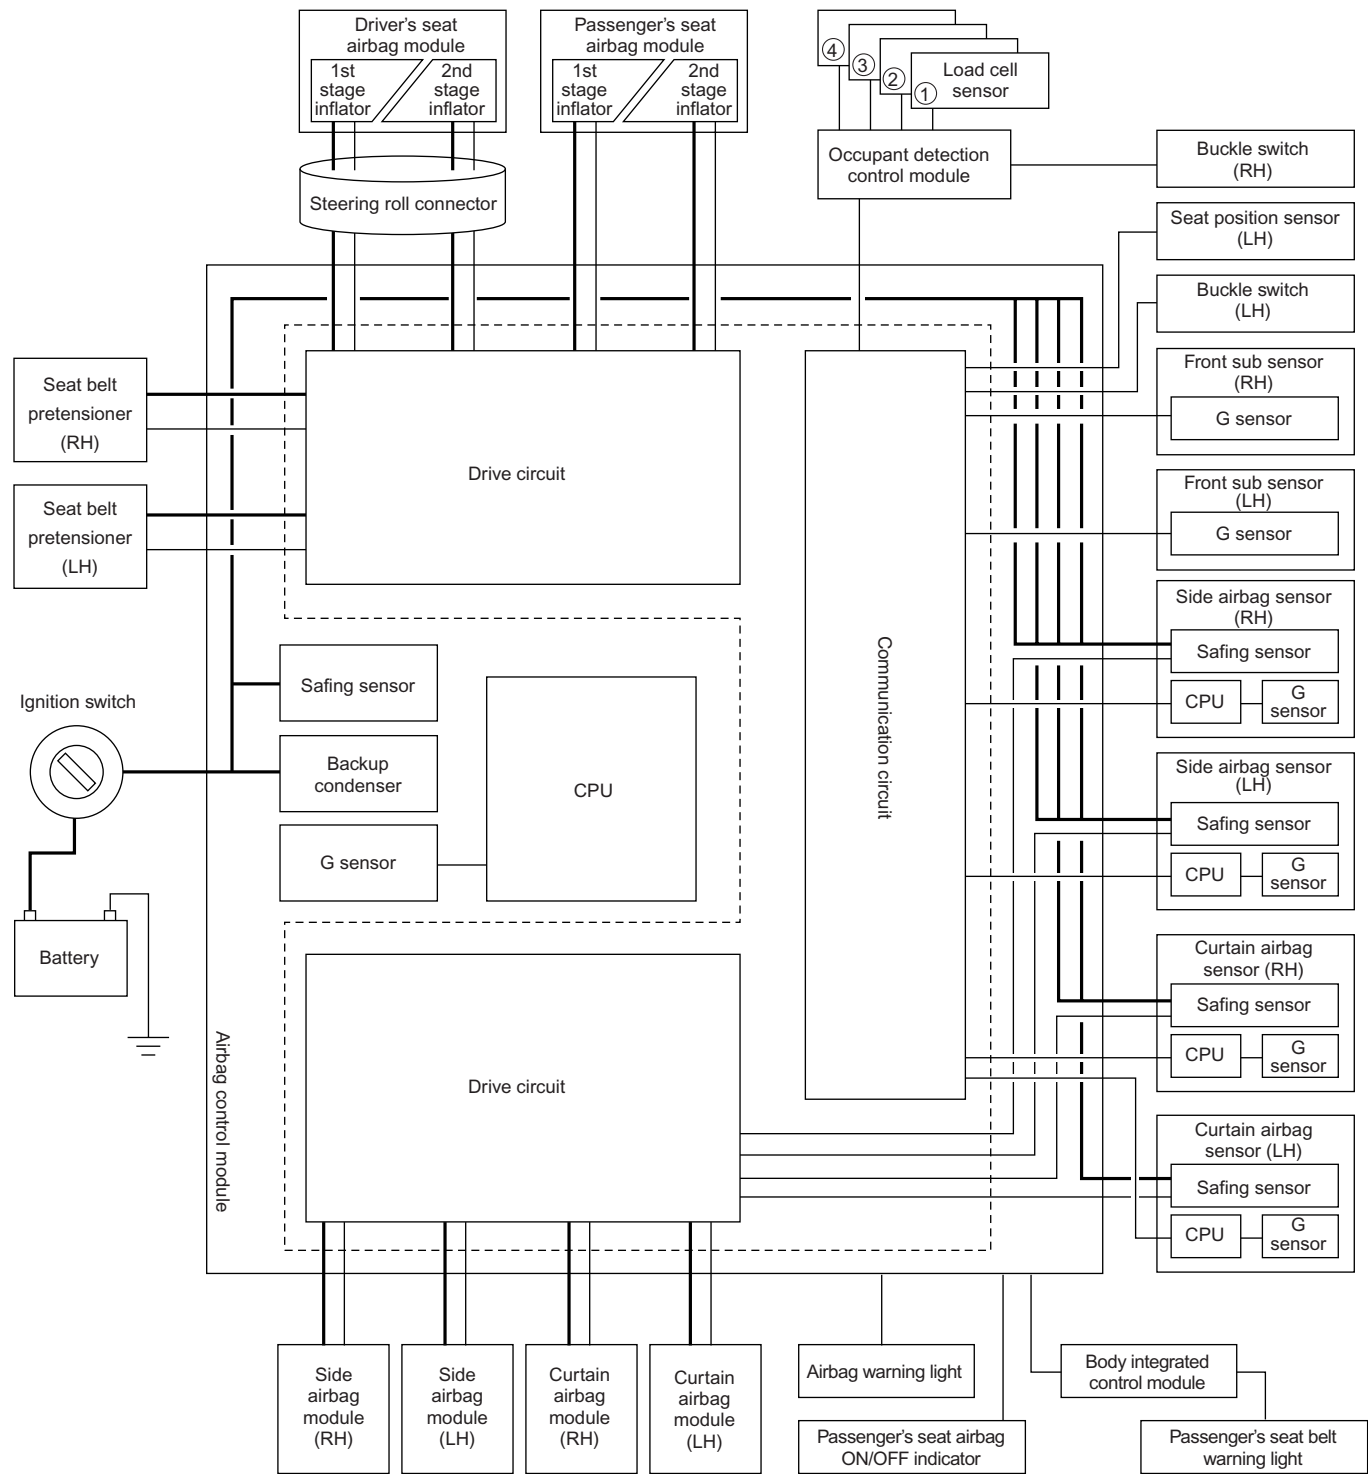 Driver's seat
airbag module
1st
stage
inflator
2nd
stage
inflator
Passenger's seat
airbag module
1st
stage
inflator
2nd
stage
inflator
4
3
2
1
Load cell
sensor
Steering roll connector
Occupant detection
control module
Buckle switch
(RH)
Seat position sensor
(LH)
Buckle switch
(LH)
Front sub sensor
(RH)
G sensor
Front sub sensor
(LH)
G sensor
Side airbag sensor
(RH)
Safing sensor
CPU
G
sensor
Side airbag sensor
(LH)
Safing sensor
CPU
G
sensor
Curtain airbag
sensor (RH)
Safing sensor
CPU
G
sensor
Curtain airbag
sensor (LH)
Safing sensor
CPU
G
sensor
Seat belt
pretensioner
(RH)
Seat belt
pretensioner
(LH)
Drive circuit
Communication circuit
Ignition switch
Safing sensor
Backup
condenser
G sensor
CPU
Battery
Airbag control module
Drive circuit
Side
airbag
module
(RH)
Side
airbag
module
(LH)
Curtain
airbag
module
(RH)
Curtain
airbag
module
(LH)
Airbag warning light
Body integrated
control module
Passenger's seat airbag
ON/OFF indicator
Passenger's seat belt
warning light